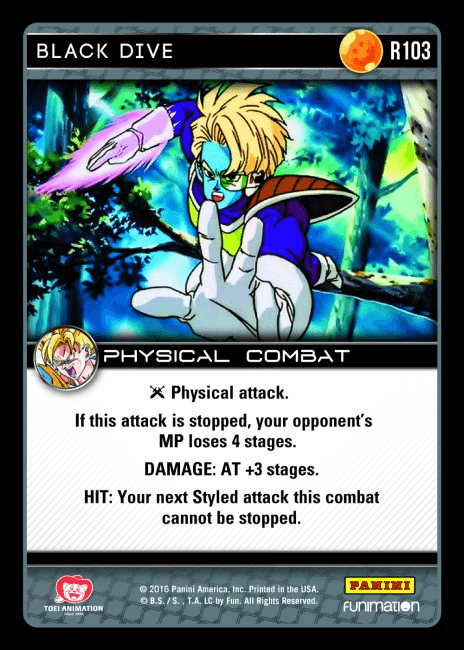 BLACK DIVE
R103
PHYSICAL COMBAT
Physical attack.
If this attack is stopped, your opponent's
MP loses 4 stages.
DAMAGE: AT +3 stages.
HIT: Your next Styled attack this combat
cannot be stopped.
TOEI ANIMATION
© 2016 Panini America, Inc. Printed in the USA.
© B.S. / S. , T.A. LC by Fun. All Rights Reserved.
PANINI
FUNIMATION